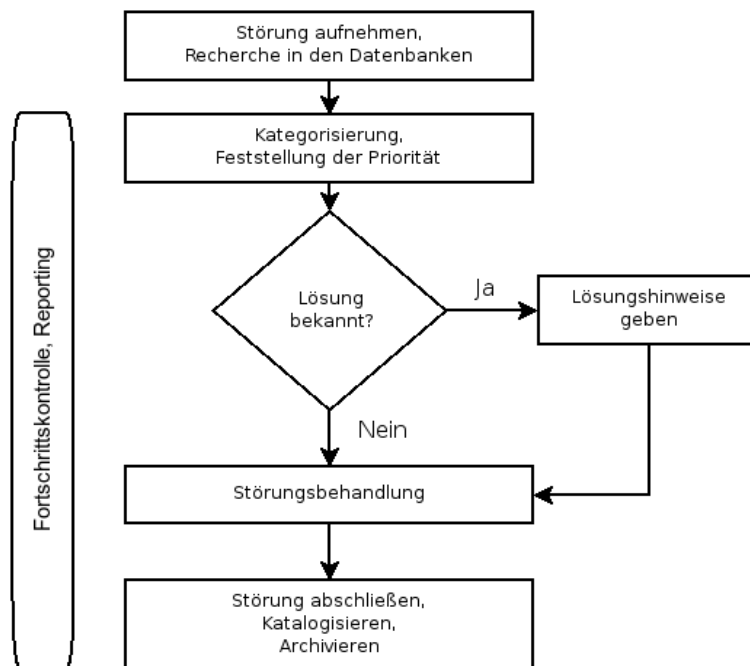 Störung aufnehmen,
Recherche in den Datenbanken
Kategorisierung,
Feststellung der Priorität
Lösung
bekannt?
Ja
Lösungshinweise
geben
Nein
Störungsbehandlung
Störung abschließen,
Katalogisieren,
Archivieren
Fortschrittskontrolle, Reporting